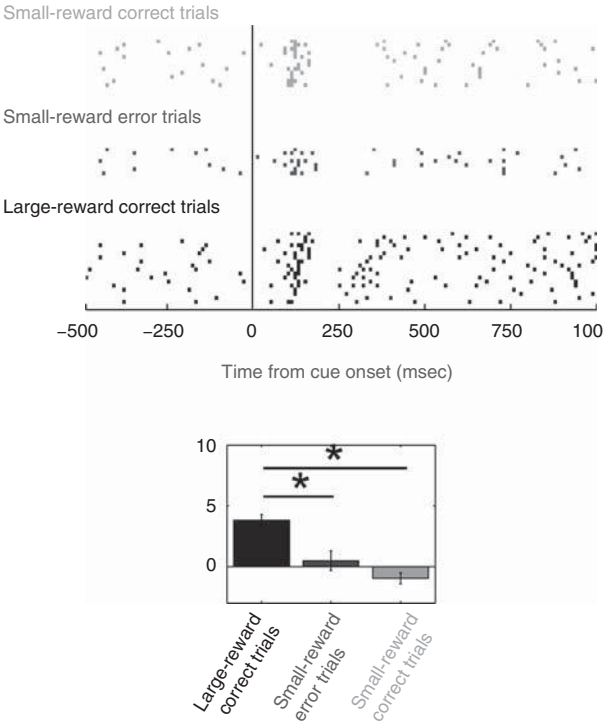 Small-reward correct trials
Small-reward error trials
Large-reward correct trials
−500 −250 0 250 500 750 100
Time from cue onset (msec)
10
*
*
5
0
Large-reward
correct trials
Small-reward
error trials
Small-reward
correct trials